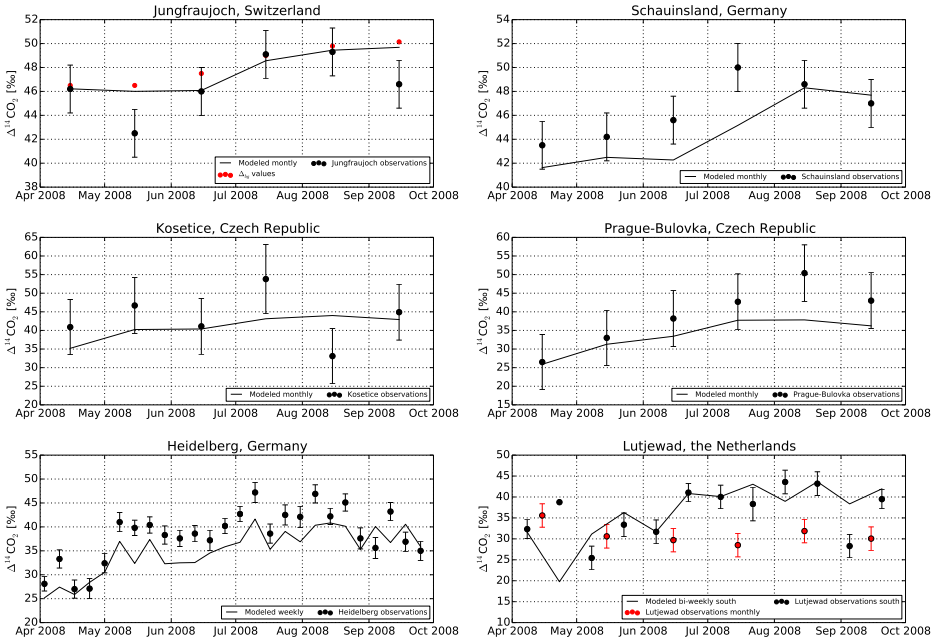 Jungfraujoch, Switzerland
52
50
48
46
44
42
40
38
Δ¹⁴CO₂ [‰]
Modeled montly
Jungfraujoch observations
Δbg values
Apr 2008 May 2008 Jun 2008 Jul 2008 Aug 2008 Sep 2008 Oct 2008
Schauinsland, Germany
54
52
50
48
46
44
42
40
Δ¹⁴CO₂ [‰]
Modeled monthly
Schauinsland observations
Apr 2008 May 2008 Jun 2008 Jul 2008 Aug 2008 Sep 2008 Oct 2008
Kosetice, Czech Republic
65
60
55
50
45
40
35
30
25
20
Δ¹⁴CO₂ [‰]
Modeled monthly
Kosetice observations
Apr 2008 May 2008 Jun 2008 Jul 2008 Aug 2008 Sep 2008 Oct 2008
Prague-Bulovka, Czech Republic
60
55
50
45
40
35
30
25
20
15
Δ¹⁴CO₂ [‰]
Modeled monthly
Prague-Bulovka observations
Apr 2008 May 2008 Jun 2008 Jul 2008 Aug 2008 Sep 2008 Oct 2008
Heidelberg, Germany
55
50
45
40
35
30
25
20
Δ¹⁴CO₂ [‰]
Modeled weekly
Heidelberg observations
Apr 2008 May 2008 Jun 2008 Jul 2008 Aug 2008 Sep 2008 Oct 2008
Lutjewad, the Netherlands
50
45
40
35
30
25
20
15
10
Δ¹⁴CO₂ [‰]
Modeled bi-weekly south
Lutjewad observations south
Lutjewad observations monthly
Apr 2008 May 2008 Jun 2008 Jul 2008 Aug 2008 Sep 2008 Oct 2008